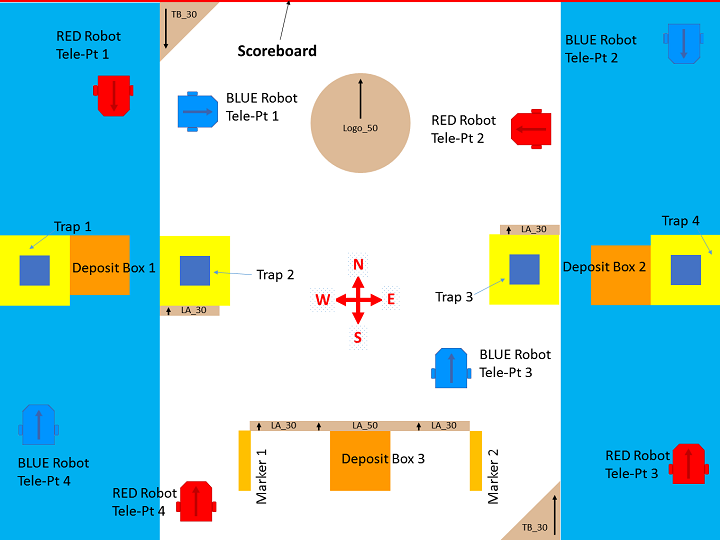 TB_30
RED Robot
Tele-Pt 1
Scoreboard
BLUE Robot
Tele-Pt 2
BLUE Robot
Tele-Pt 1
Logo_50
RED Robot
Tele-Pt 2
Trap 1
Trap 4
LA_30
Deposit Box 1
Trap 2
Deposit Box 2
N
W
E
S
Trap 3
LA_30
BLUE Robot
Tele-Pt 3
LA_30
LA_50
LA_30
Deposit Box 3
Marker 1
Marker 2
BLUE Robot
Tele-Pt 4
RED Robot
Tele-Pt 3
RED Robot
Tele-Pt 4
TB_30